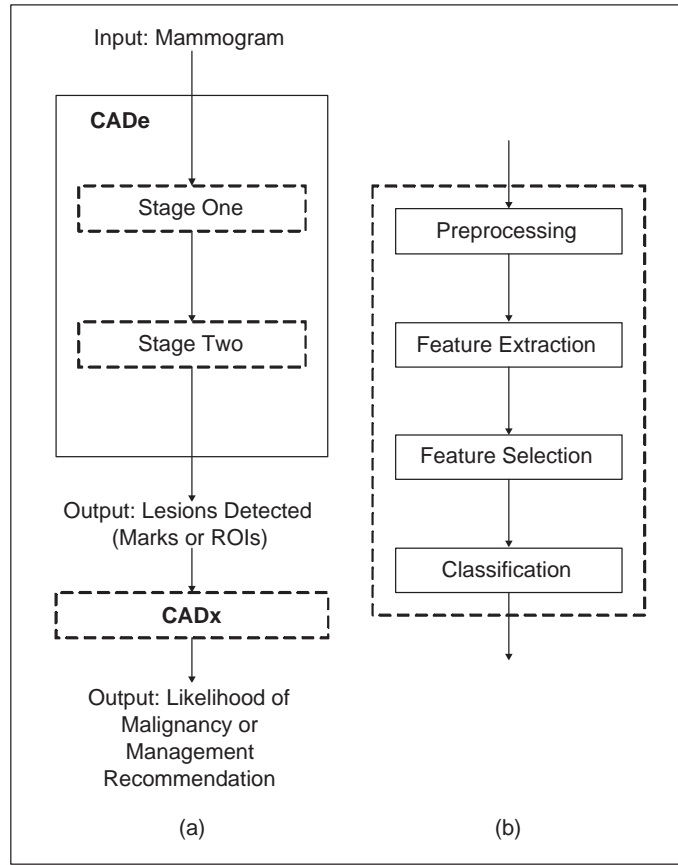 Input: Mammogram
CADe
Stage One
Stage Two
Output: Lesions Detected
(Marks or ROIs)
CADx
Output: Likelihood of
Malignancy or
Management
Recommendation
(a)
Preprocessing
Feature Extraction
Feature Selection
Classification
(b)